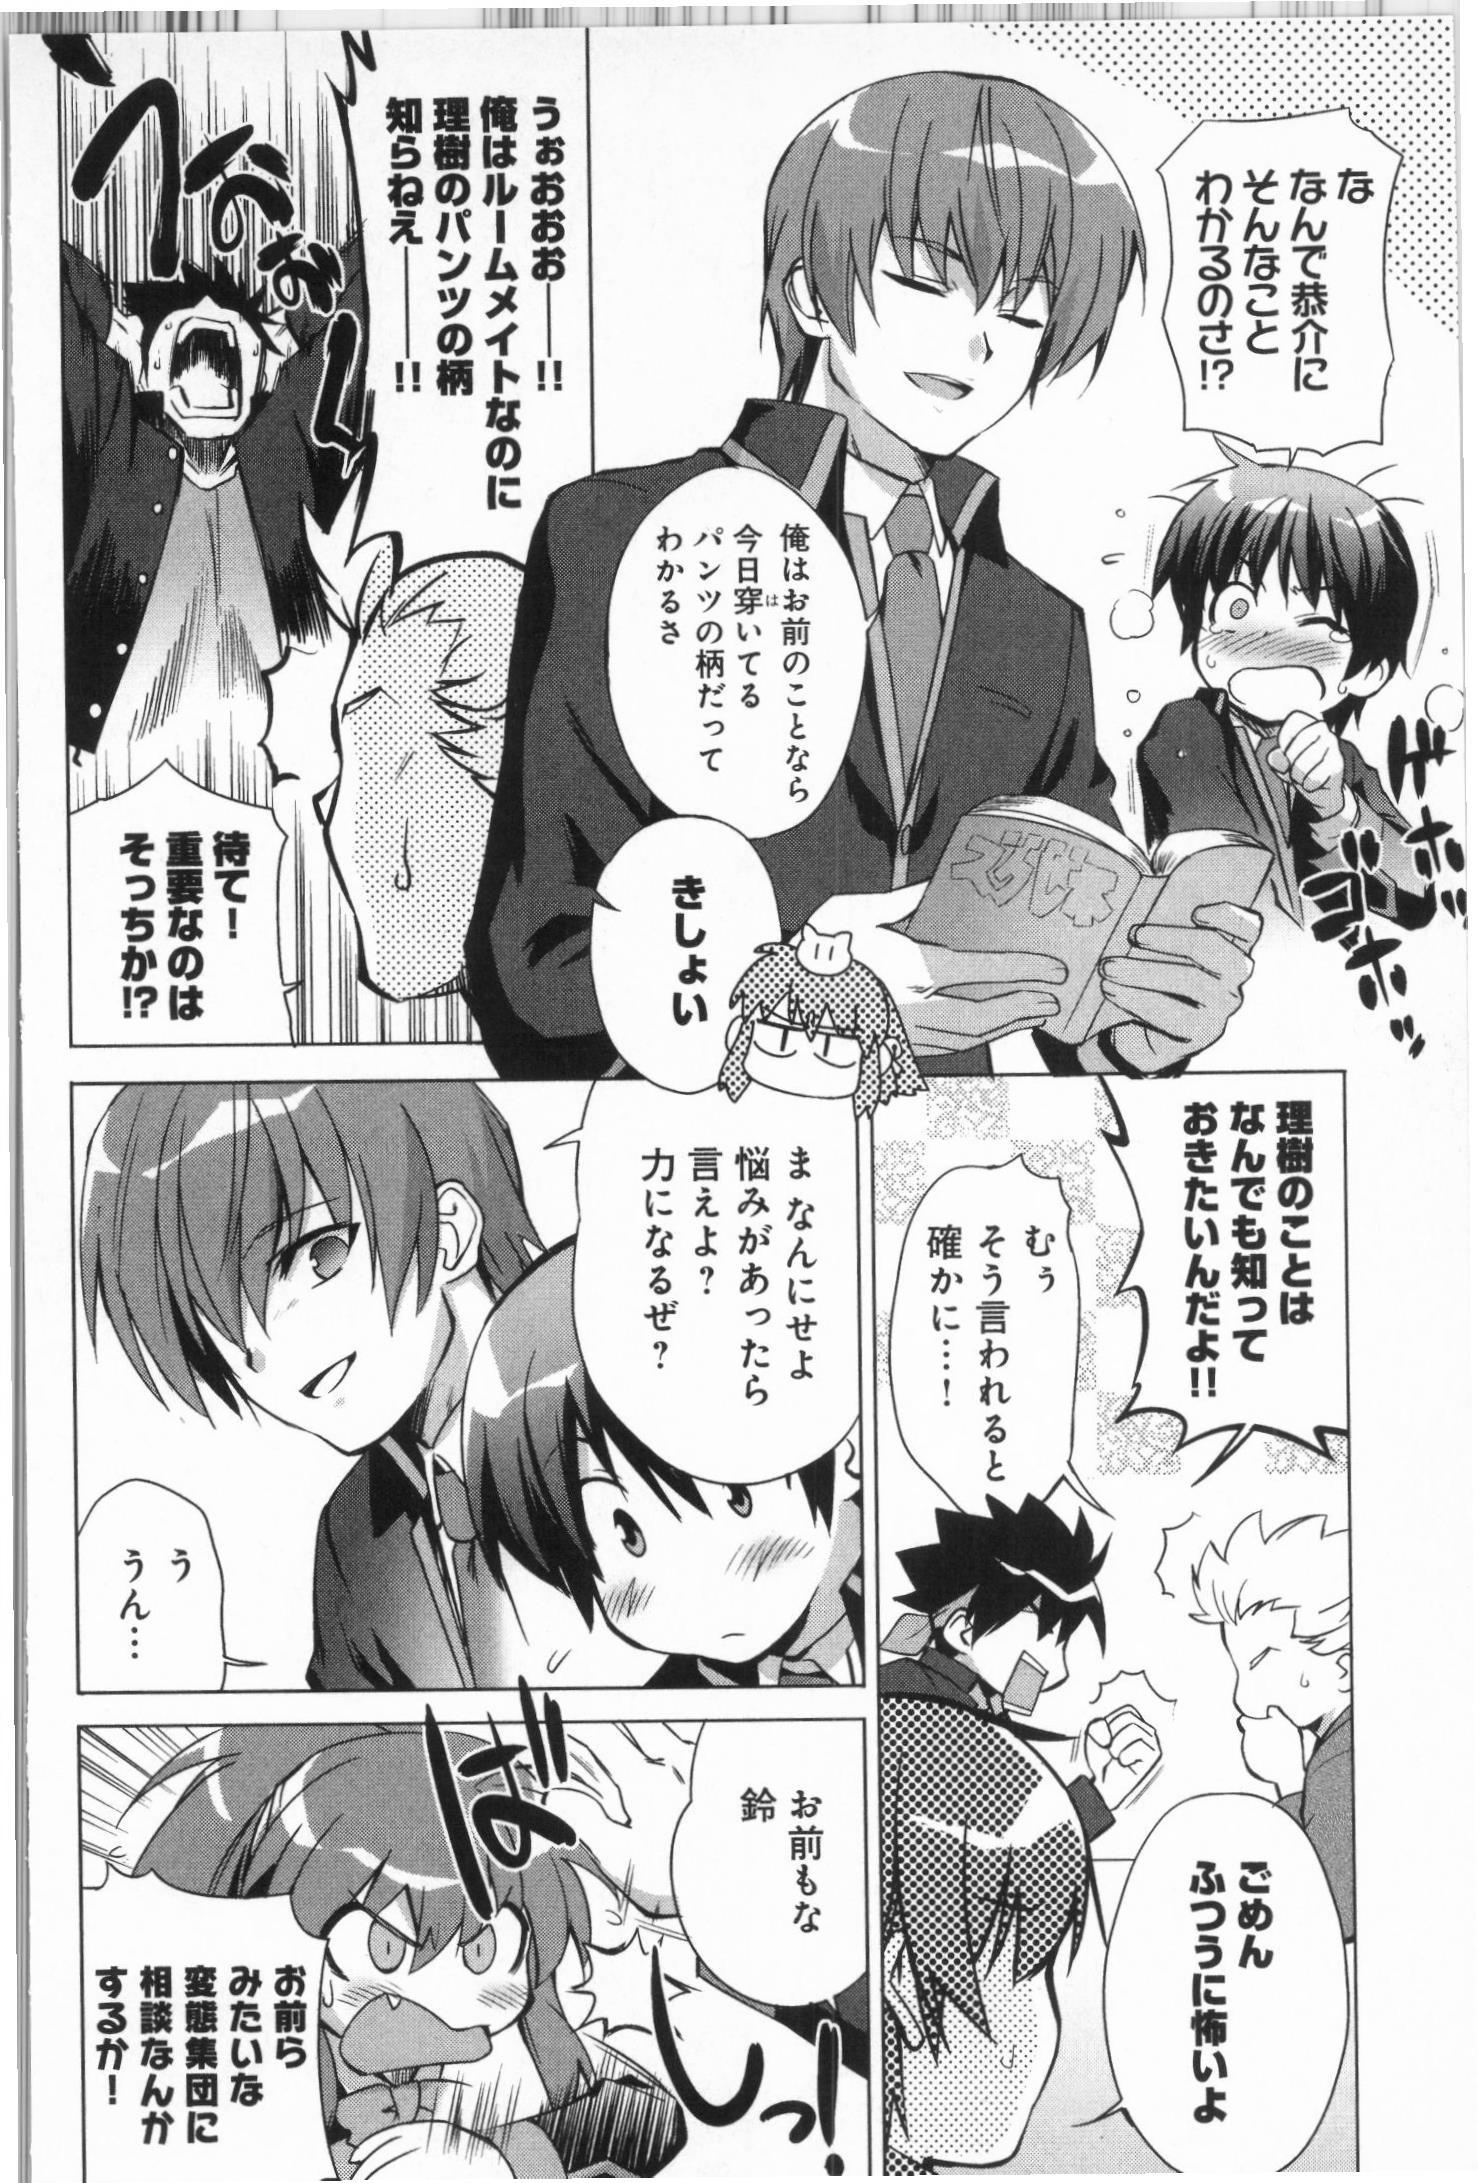 な
なんで恭介に
そんなこと
わかるのさ!?
ゲ
ホ
ゴ
ホ
ゲ
ホッ
俺はお前のことなら
今日穿いてる
は
パンツの柄だって
わかるさ
きしょい
うぉおおお――!!
俺はルームメイトなのに
理樹のパンツの柄
知らねえ――――!!
待て!
重要なのは
そっちか!?
理樹のことは
なんでも知って
おきたいんだよ!!
むぅ
そう言われると
確かに…!
ごめん
ふつうに怖いよ
ま なんにせよ
悩みがあったら
言えよ?
力になるぜ?
う
うん…
お前もな
鈴
ばしっ!
お前ら
みたいな
変態集団に
相談なんか
するか!